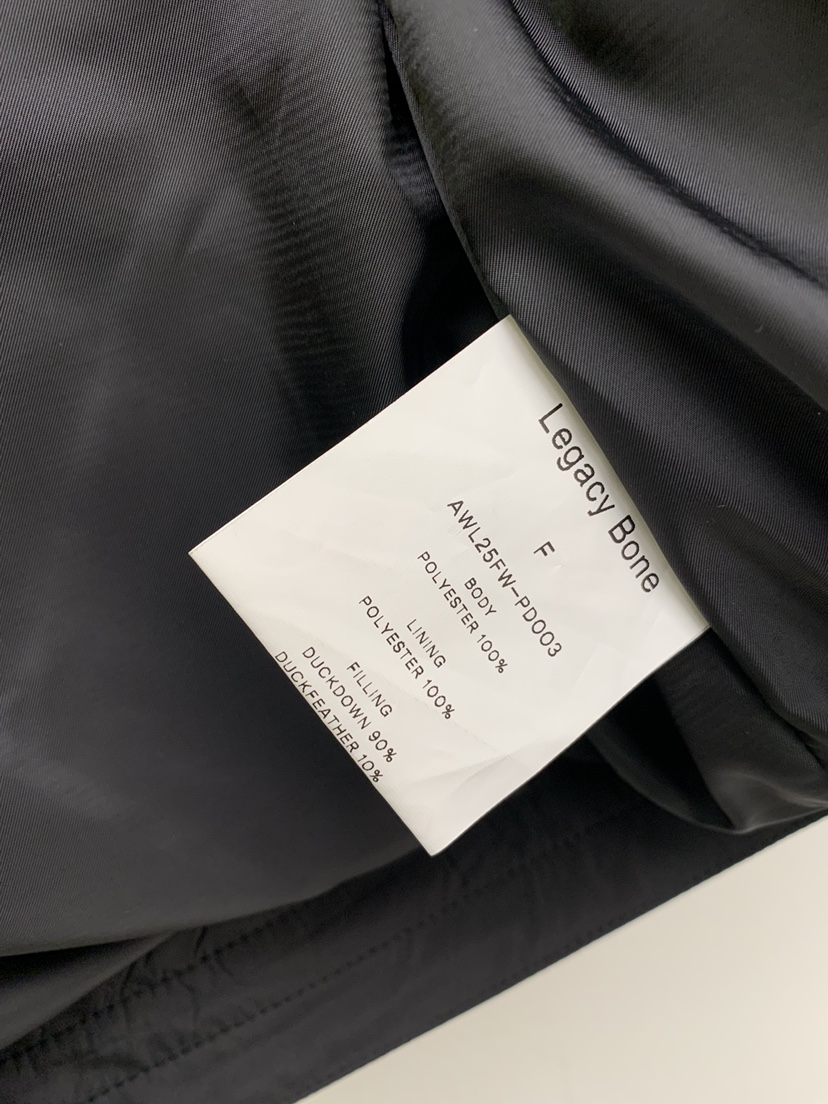 Legacy Bone
F
AWL25FW-PD003
BODY
POLYESTER 100%
LINING
POLYESTER 100%
FILLING
DUCKDOWN 90%
DUCKFEATHER 10%